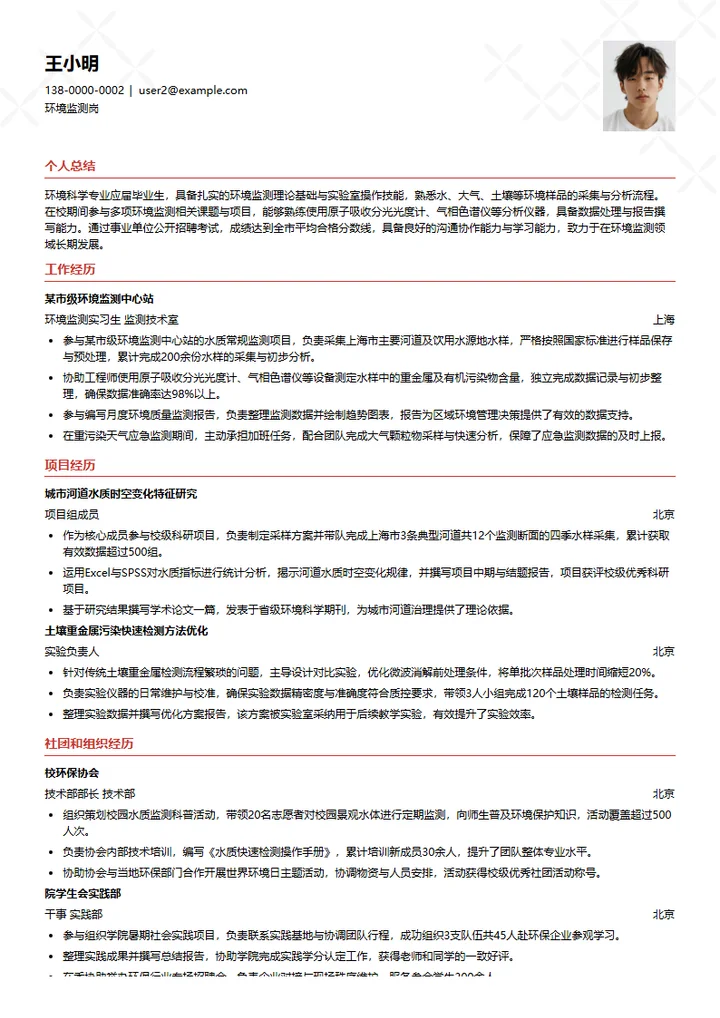 王小明
138-0000-0002 | user2@example.com
环境监测岗
个人总结
环境科学专业应届毕业生，具备扎实的环境监测理论基础与实验室操作技能，熟悉水、大气、土壤等环境样品的采集与分析流程。
在校期间参与多项环境监测相关课题与项目，能够熟练使用原子吸收分光光度计、气相色谱仪等分析仪器，具备数据处理与报告撰
写能力。通过事业单位公开招聘考试，成绩达到全市平均合格分数线，具备良好的沟通协作能力与学习能力，致力于在环境监测领
域长期发展。
工作经历
某市级环境监测中心站
环境监测实习生 监测技术室 上海
• 参与某市级环境监测中心站的水质常规监测项目，负责采集上海市主要河道及饮用水源地水样，严格按照国家标准进行样品保存
与预处理，累计完成200余份水样的采集与初步分析。
• 协助工程师使用原子吸收分光光度计、气相色谱仪等设备测定水样中的重金属及有机污染物含量，独立完成数据记录与初步整
理，确保数据准确率达98%以上。
• 参与编写月度环境质量监测报告，负责整理监测数据并绘制趋势图表，报告为区域环境管理决策提供了有效的数据支持。
• 在重污染天气应急监测期间，主动承担加班任务，配合团队完成大气颗粒物采样与快速分析，保障了应急监测数据的及时上报。
项目经历
城市河道水质时空变化特征研究
项目组成员 北京
• 作为核心成员参与校级科研项目，负责制定采样方案并带队完成上海市3条典型河道共12个监测断面的四季水样采集，累计获取
有效数据超过500组。
• 运用Excel与SPSS对水质指标进行统计分析，揭示河道水质时空变化规律，并撰写项目中期与结题报告，项目获评校级优秀科研
项目。
• 基于研究结果撰写学术论文一篇，发表于省级环境科学期刊，为城市河道治理提供了理论依据。
土壤重金属污染快速检测方法优化
实验负责人 北京
• 针对传统土壤重金属检测流程繁琐的问题，主导设计对比实验，优化微波消解前处理条件，将单批次样品处理时间缩短20%。
• 负责实验仪器的日常维护与校准，确保实验数据精密度与准确度符合质控要求，带领3人小组完成120个土壤样品的检测任务。
• 整理实验数据并撰写优化方案报告，该方案被实验室采纳用于后续教学实验，有效提升了实验效率。
社团和组织经历
校环保协会
技术部部长 技术部 北京
• 组织策划校园水质监测科普活动，带领20名志愿者对校园景观水体进行定期监测，向师生普及环境保护知识，活动覆盖超过500
人次。
• 负责协会内部技术培训，编写《水质快速检测操作手册》，累计培训新成员30余人，提升了团队整体专业水平。
• 协助协会与当地环保部门合作开展世界环境日主题活动，协调物资与人员安排，活动获得校级优秀社团活动称号。
院学生会实践部
干事 实践部 北京
• 参与组织学院暑期社会实践项目，负责联系实践基地与协调团队行程，成功组织3支队伍共45人赴环保企业参观学习。
• 整理实践成果并撰写总结报告，协助学院完成实践学分认定工作，获得老师和同学的一致好评。